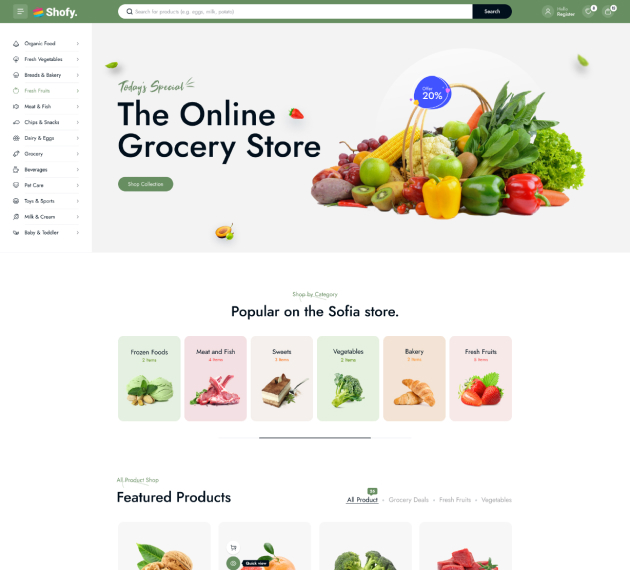 Shofy.
Search for products (e.g. eggs, milk, potato)
Search
Hello,
Register
Organic Food
Fresh Vegetables
Breads & Bakery
Fresh Fruits
Meat & Fish
Chips & Snacks
Dairy & Eggs
Grocery
Beverages
Pet Care
Toys & Sports
Milk & Cream
Baby & Toddler
Today's Special
The Online
Grocery Store
Shop Collection
Offer
20%
Shop by Category
Popular on the Sofia store.
Frozen Foods
2 items
Meat and Fish
4 items
Sweets
3 items
Vegetables
2 items
Bakery
2 items
Fresh Fruits
5 items
All Product Shop
Featured Products
All Product
Grocery Deals
Fresh Fruits
Vegetables
Quick view